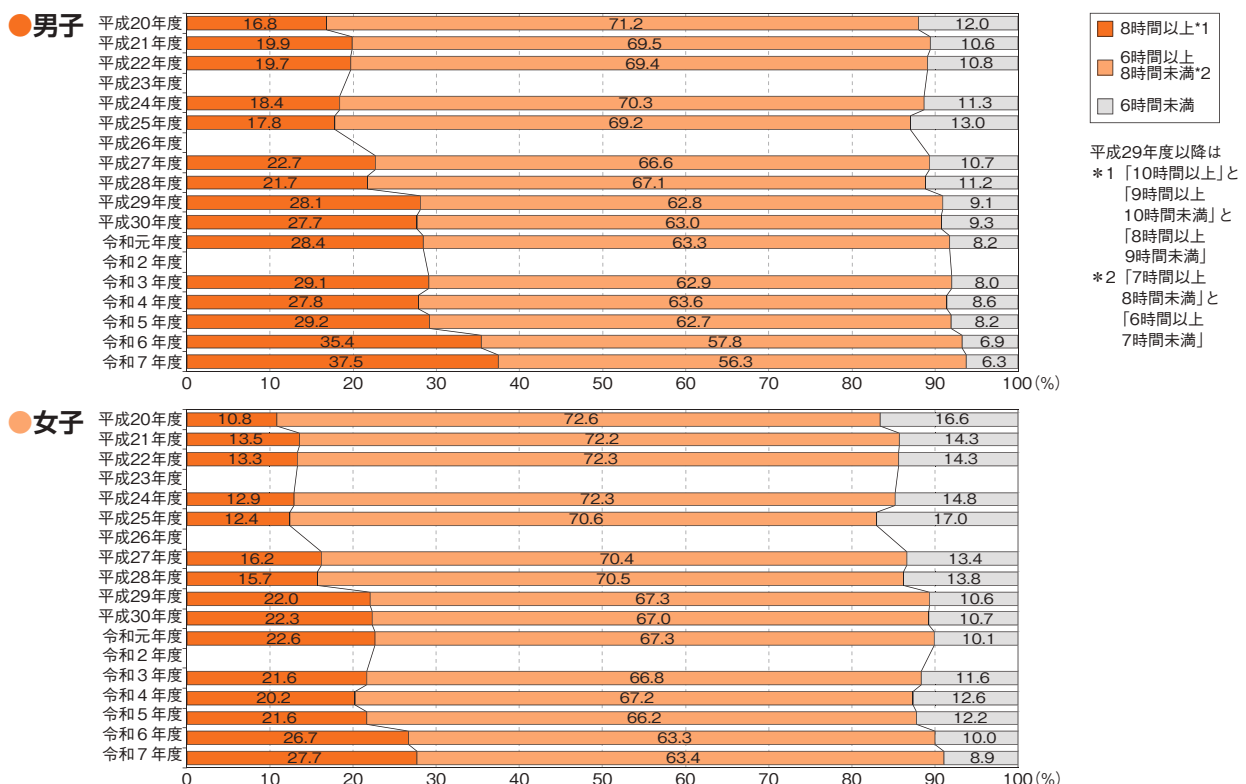 ●男子
平成20年度 16.8 71.2 12.0
平成21年度 19.9 69.5 10.6
平成22年度 19.7 69.4 10.8
平成23年度
平成24年度 18.4 70.3 11.3
平成25年度 17.8 69.2 13.0
平成26年度
平成27年度 22.7 66.6 10.7
平成28年度 21.7 67.1 11.2
平成29年度 28.1 62.8 9.1
平成30年度 27.7 63.0 9.3
令和元年度 28.4 63.3 8.2
令和2年度
令和3年度 29.1 62.9 8.0
令和4年度 27.8 63.6 8.6
令和5年度 29.2 62.7 8.2
令和6年度 35.4 57.8 6.9
令和7年度 37.5 56.3 6.3
0 10 20 30 40 50 60 70 80 90 100(%)
8時間以上*1
6時間以上
8時間未満*2
6時間未満
平成29年度以降は
*1「10時間以上」と
「9時間以上
10時間未満」と
「8時間以上
9時間未満」
*2「7時間以上
8時間未満」と
「6時間以上
7時間未満」
●女子
平成20年度 10.8 72.6 16.6
平成21年度 13.5 72.2 14.3
平成22年度 13.3 72.3 14.3
平成23年度
平成24年度 12.9 72.3 14.8
平成25年度 12.4 70.6 17.0
平成26年度
平成27年度 16.2 70.4 13.4
平成28年度 15.7 70.5 13.8
平成29年度 22.0 67.3 10.6
平成30年度 22.3 67.0 10.7
令和元年度 22.6 67.3 10.1
令和2年度
令和3年度 21.6 66.8 11.6
令和4年度 20.2 67.2 12.6
令和5年度 21.6 66.2 12.2
令和6年度 26.7 63.3 10.0
令和7年度 27.7 63.4 8.9
0 10 20 30 40 50 60 70 80 90 100(%)